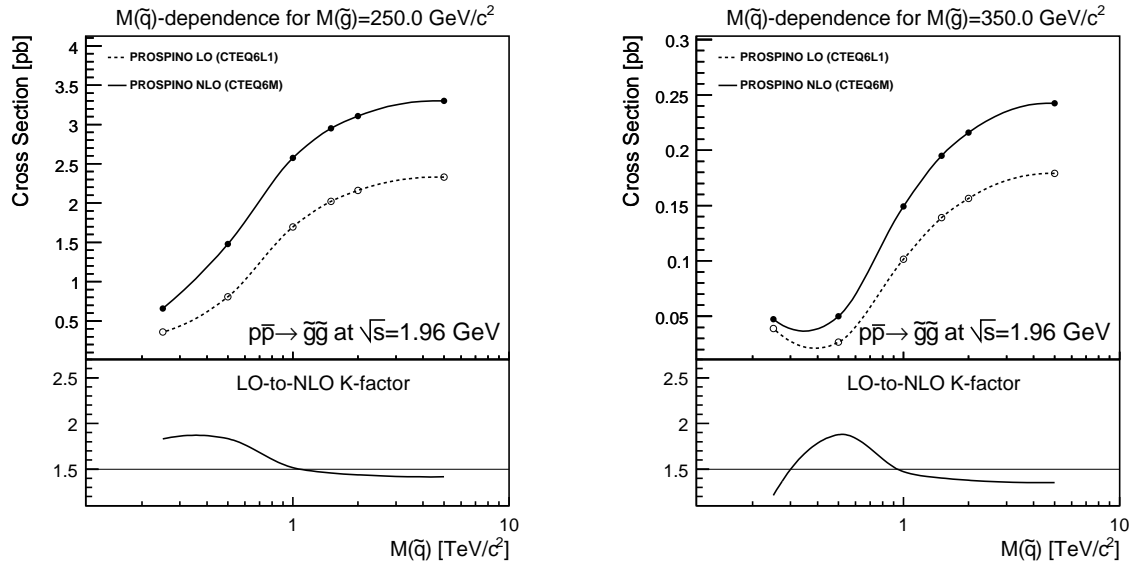 M(q̃)-dependence for M(g̃)=250.0 GeV/c²
Cross Section [pb]
4
3.5
3
2.5
2
1.5
1
0.5
PROSPINO LO (CTEQ6L1)
PROSPINO NLO (CTEQ6M)
pp̅→ g̃g̃ at √s=1.96 GeV
LO-to-NLO K-factor
2.5
2
1.5
1
10
M(q̃) [TeV/c²]
M(q̃)-dependence for M(g̃)=350.0 GeV/c²
Cross Section [pb]
0.3
0.25
0.2
0.15
0.1
0.05
PROSPINO LO (CTEQ6L1)
PROSPINO NLO (CTEQ6M)
pp̅→ g̃g̃ at √s=1.96 GeV
LO-to-NLO K-factor
2.5
2
1.5
1
10
M(q̃) [TeV/c²]